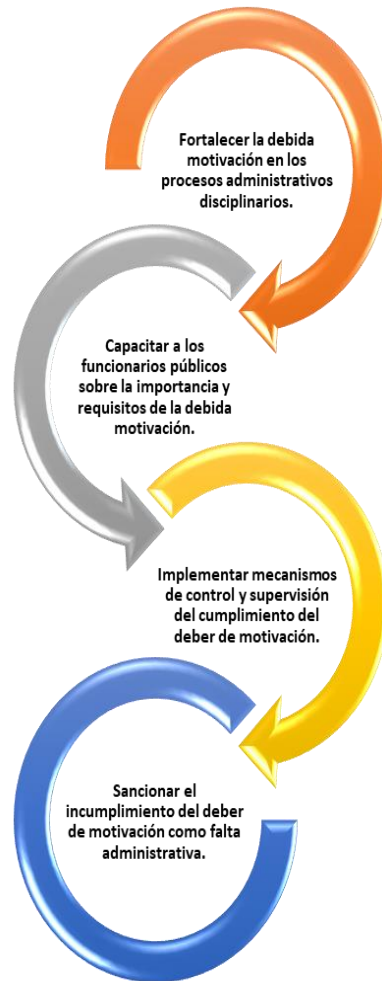 Fortalecer la debida
motivación en los
procesos administrativos
disciplinarios.
Capacitar a los
funcionarios públicos
sobre la importancia y
requisitos de la debida
motivación.
Implementar mecanismos
de control y supervisión
del cumplimiento del
deber de motivación.
Sancionar el
incumplimiento del deber
de motivación como falta
administrativa.